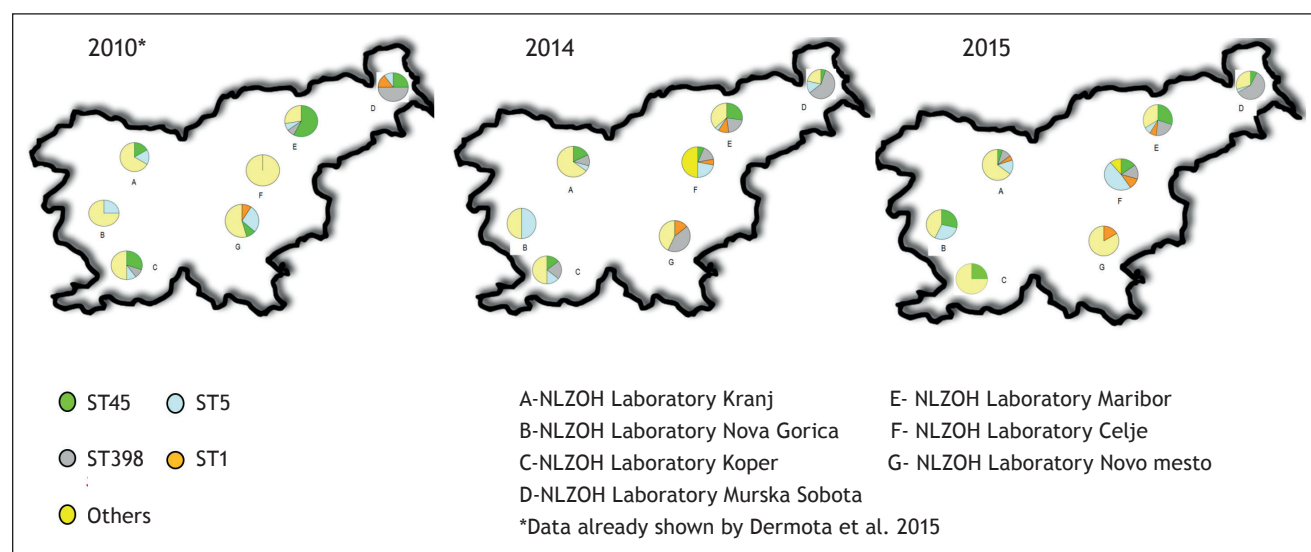 2010*
2014
2015
D
E
A
F
B
G
C
D
E
A
F
B
G
C
D
E
A
F
B
G
C
ST45
ST5
ST398
ST1
Others
A-NLZOH Laboratory Kranj
B-NLZOH Laboratory Nova Gorica
C-NLZOH Laboratory Koper
D-NLZOH Laboratory Murska Sobota
*Data already shown by Dermota et al. 2015
E- NLZOH Laboratory Maribor
F- NLZOH Laboratory Celje
G- NLZOH Laboratory Novo mesto